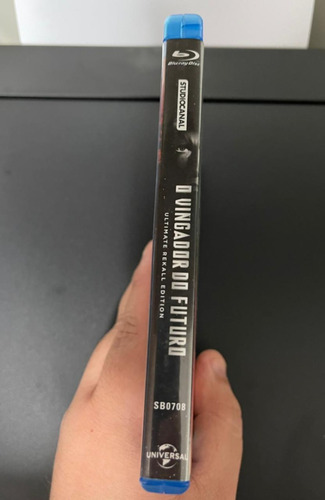 Blu-ray Disc
STUDIOCANAL
O VINGADOR DO FUTURO
ULTIMATE REKALL EDITION
SB0708
UNIVERSAL